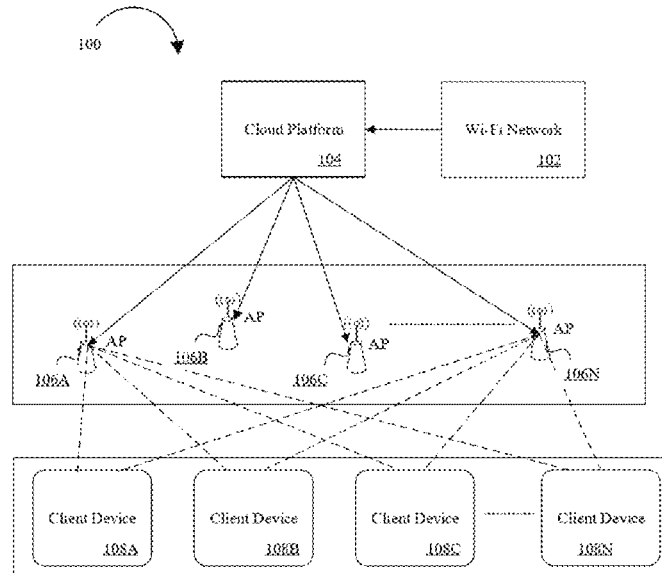 100
Cloud Platform
104
Wi-Fi Network
102
AP
106A
106B
AP
106C
AP
AP
106N
Client Device
108A
Client Device
108B
Client Device
108C
Client Device
108N